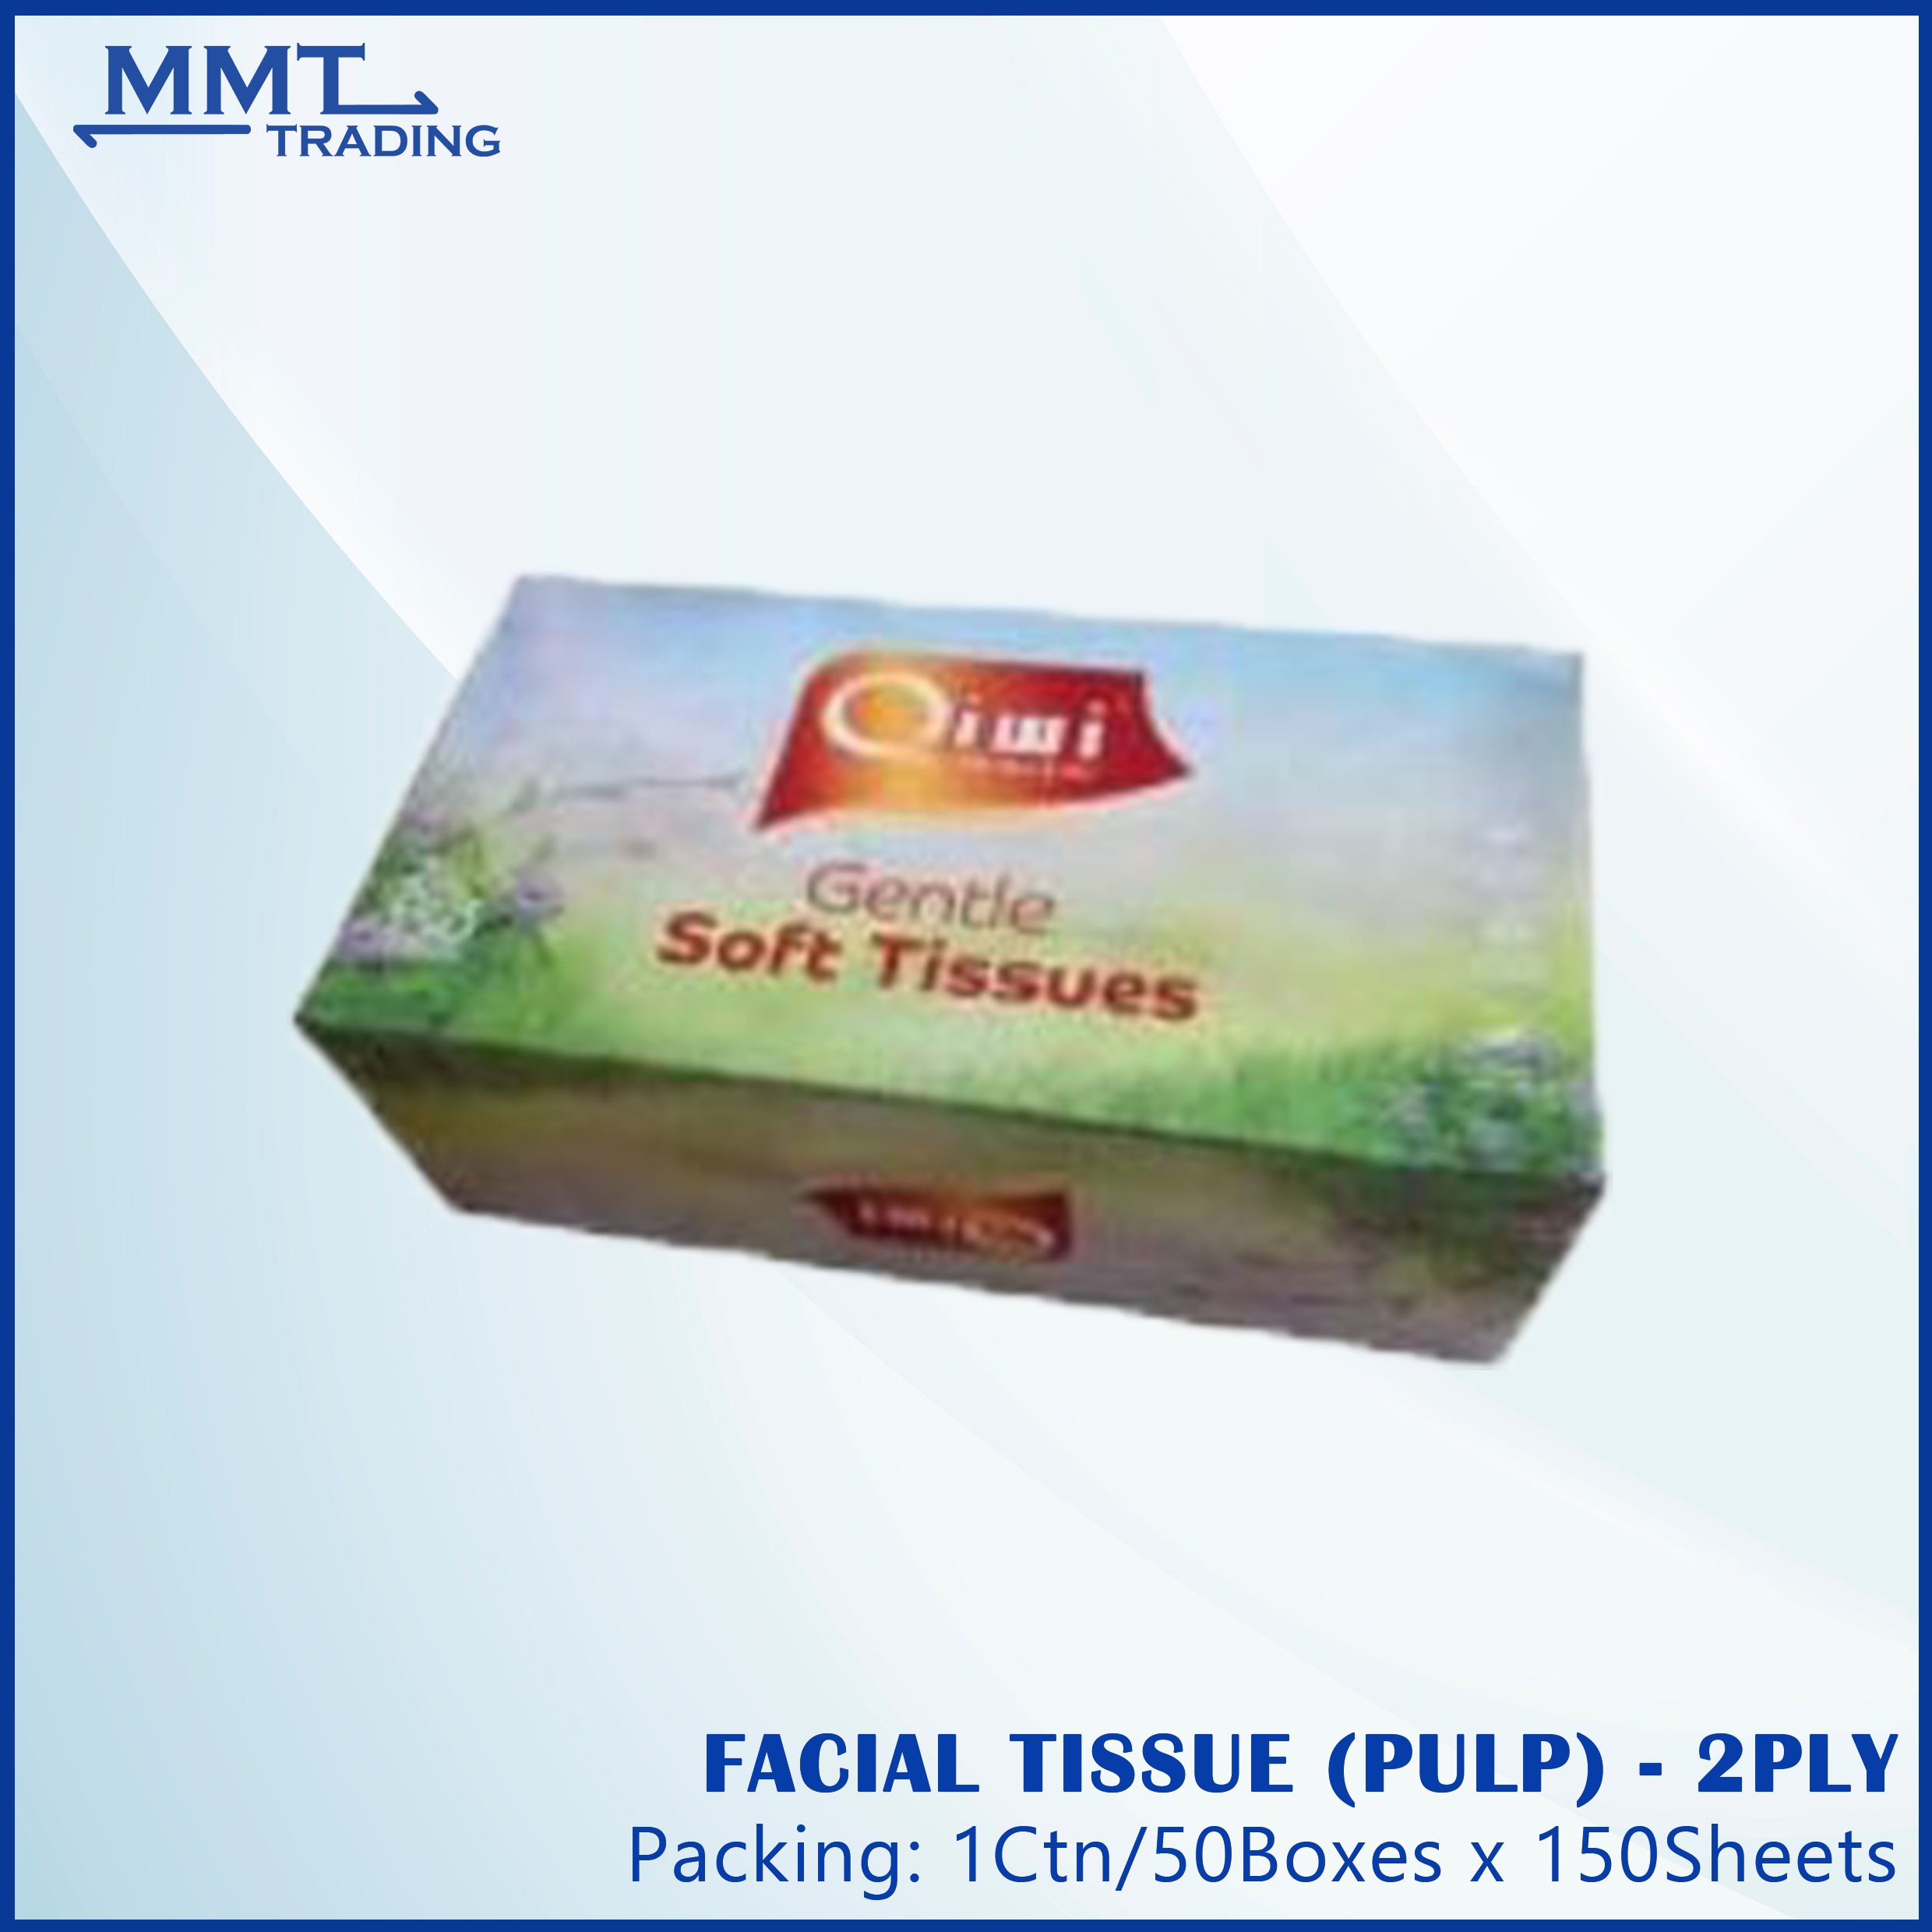 MMT
TRADING
Qiwi
Gentle
Soft Tissues
FACIAL TISSUE (PULP) - 2PLY
Packing: 1Ctn/50Boxes x 150Sheets